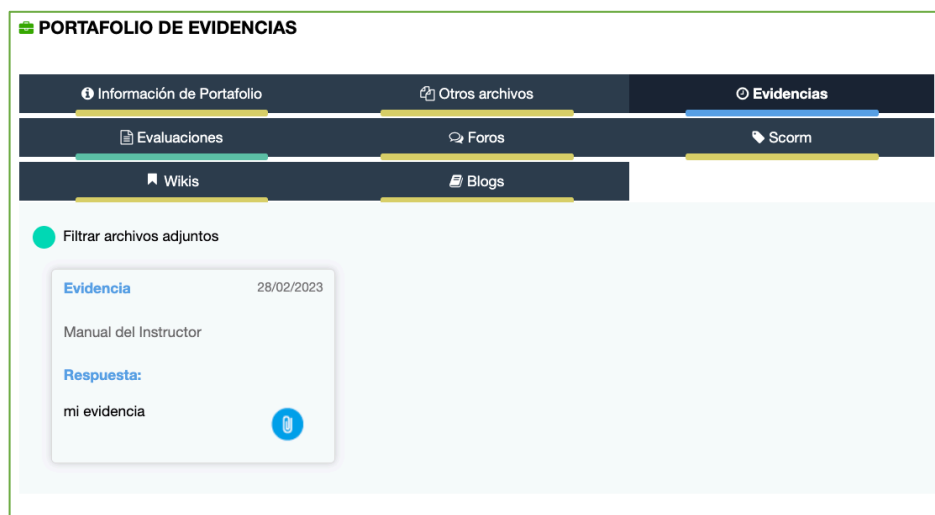 PORTAFOLIO DE EVIDENCIAS
Información de Portafolio
Otros archivos
Evidencias
Evaluaciones
Foros
Scorm
Wikis
Blogs
Filtrar archivos adjuntos
Evidencia 28/02/2023
Manual del Instructor
Respuesta:
mi evidencia